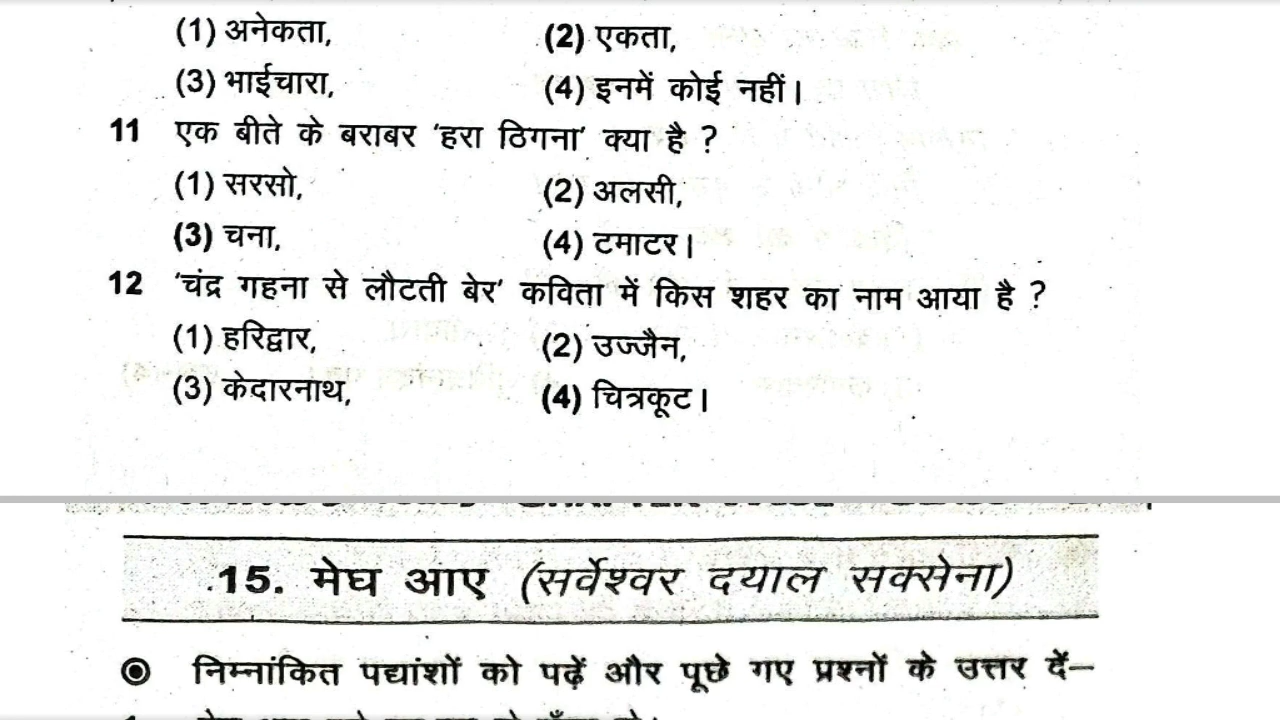 (1) अनेकता, (2) एकता,
(3) भाईचारा, (4) इनमें कोई नहीं।
11 एक बीते के बराबर 'हरा ठिगना' क्या है ?
(1) सरसो, (2) अलसी,
(3) चना, (4) टमाटर।
12 'चंद्र गहना से लौटती बेर' कविता में किस शहर का नाम आया है ?
(1) हरिद्वार, (2) उज्जैन,
(3) केदारनाथ, (4) चित्रकूट।
15. मेघ आए (सर्वेश्वर दयाल सक्सेना)
निम्नांकित पद्यांशों को पढ़ें और पूछे गए प्रश्नों के उत्तर दें—